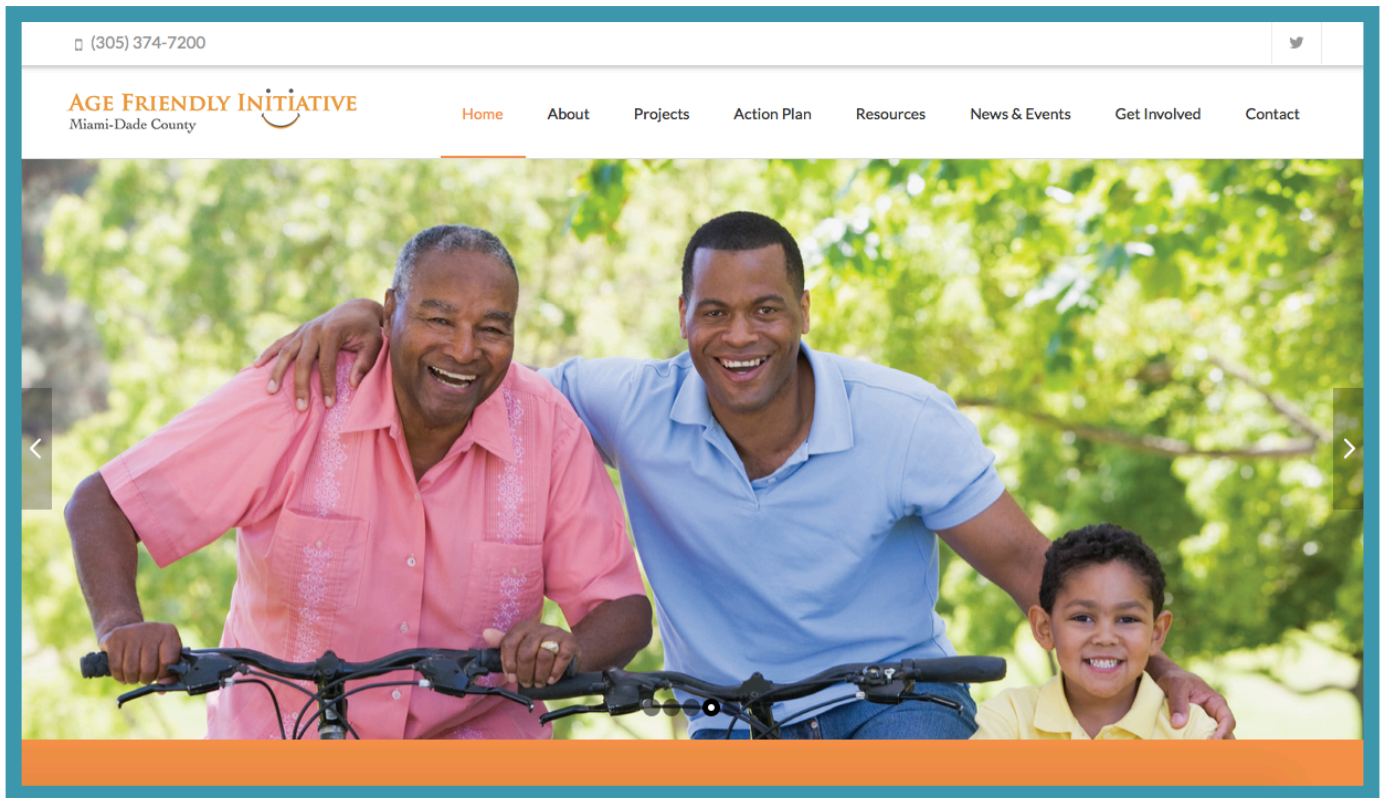 (305) 374-7200
AGE FRIENDLY INITIATIVE
Miami-Dade County
Home About Projects Action Plan Resources News & Events Get Involved Contact